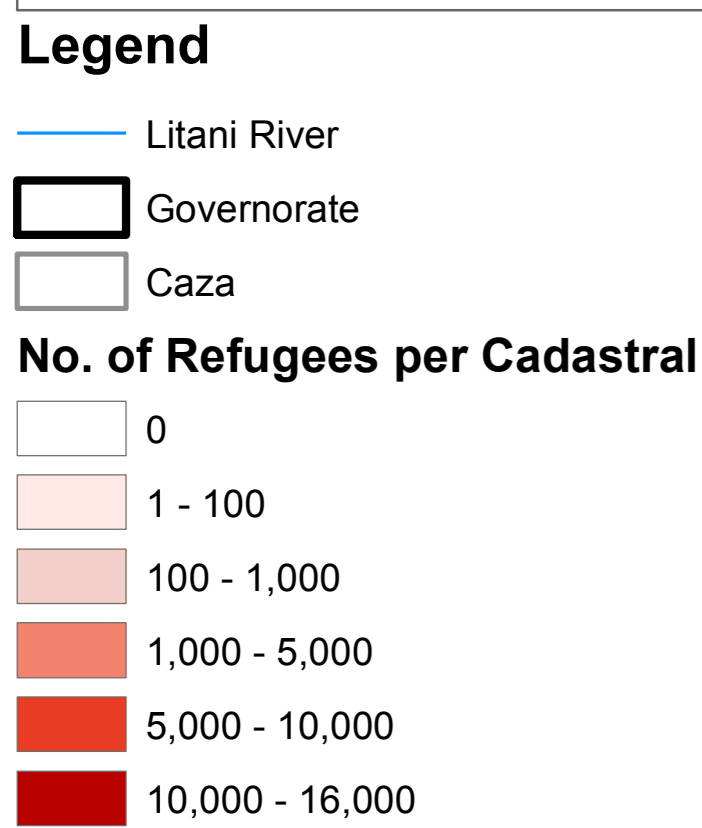 Legend
Litani River
Governorate
Caza
No. of Refugees per Cadastral
0
1 - 100
100 - 1,000
1,000 - 5,000
5,000 - 10,000
10,000 - 16,000